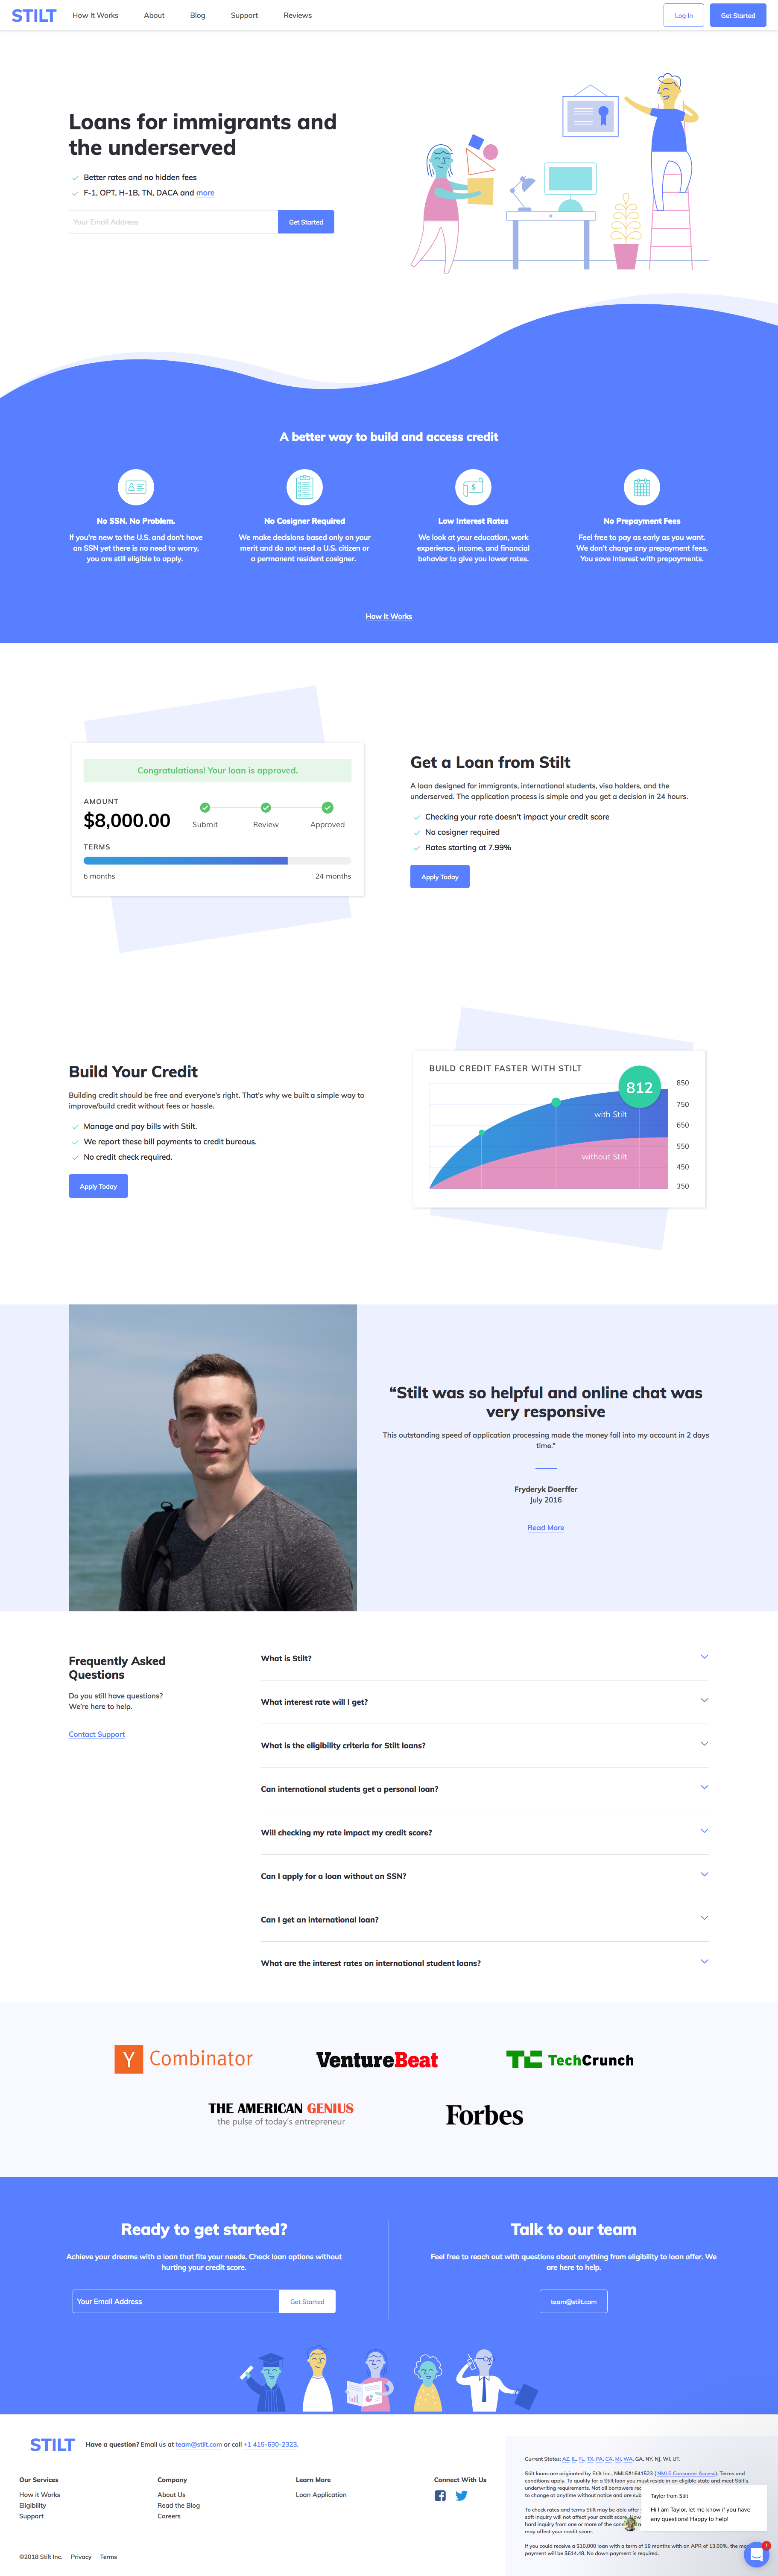 STILT How It Works About Blog Support Reviews Log In Get Started
Loans for immigrants and
the underserved
Better rates and no hidden fees
F-1, OPT, H-1B, TN, DACA and more
Your Email Address Get Started
A better way to build and access credit
No SSN. No Problem.
If you're new to the U.S. and don't have
an SSN yet there is no need to worry,
you are still eligible to apply.
No Cosigner Required
We make decisions based only on your
merit and do not need a U.S. citizen or
a permanent resident cosigner.
$
Law Interest Rates
We look at your education, work
experience, income, and financial
behavior to give you lower rates.
No Prepayment Fees
Feel free to pay as early as you want.
We don't charge any prepayment fees.
You save interest with prepayments.
How It Works
Congratulations! Your loan is approved.
AMOUNT
$8,000.00
Submit Review Approved
TERMS
6 months 24 months
Get a Loan from Stilt
A loan designed for immigrants, international students, visa holders, and the
underserved. The application process is simple and you get a decision in 24 hours.
Checking your rate doesn't impact your credit score
No cosigner required
Rates starting at 7.99%
Apply Today
Build Your Credit
Building credit should be free and everyone's right. That's why we built a simple way to
improve/build credit without fees or hassle.
Manage and pay bills with Stilt.
We report these bill payments to credit bureaus.
No credit check required.
Apply Today
BUILD CREDIT FASTER WITH STILT
812
with Stilt
without Stilt
850
750
650
550
450
350
“Stilt was so helpful and online chat was
very responsive
This outstanding speed of application processing made the money fall into my account in 2 days
time.”
Fryderyk Doerffer
July 2016
Read More
Frequently Asked
Questions
Do you still have questions?
We're here to help.
Contact Support
What is Stilt?
What interest rate will I get?
What is the eligibility criteria for Stilt loans?
Can international students get a personal loan?
Will checking my rate impact my credit score?
Can I apply for a loan without an SSN?
Can I get an international loan?
What are the interest rates on international student loans?
Y Combinator
VentureBeat
TC TechCrunch
THE AMERICAN GENIUS
the pulse of today's entrepreneur
Forbes
Ready to get started?
Achieve your dreams with a loan that fits your needs. Check loan options without
hurting your credit score.
Your Email Address Get Started
Talk to our team
Feel free to reach out with questions about anything from eligibility to loan offer. We
are here to help.
team@stilt.com
STILT Have a question? Email us at team@stilt.com or call +1 415-630-2323.
Our Services
How it Works
Eligibility
Support
Company
About Us
Read the Blog
Careers
Learn More
Loan Application
Connect With Us
©2018 Stilt Inc. Privacy Terms
Current States: AZ, IL, FL, TX, PA, CA, MI, WA, GA, NY, NJ, WI, UT.
Stilt loans are originated by Stilt Inc., NMLS#1641523 ( NMLS Consumer Access). Terms and
conditions apply. To qualify for a Stilt loan you must reside in an eligible state and meet Stilt's
underwriting requirements. Not all borrowers
to change at anytime without notice and are
To check rates and terms Stilt may be able offer
soft inquiry will not affect your credit score.
hard inquiry from one or more of the
may affect your credit score.
If you could receive a $10,000 loan with a term of 18 months with an APR of 13.00%, the
payment will be $614.48. No down payment is required.
Taylor from Stilt
Hi I am Taylor, let me know if you have
any questions! Happy to help!
1